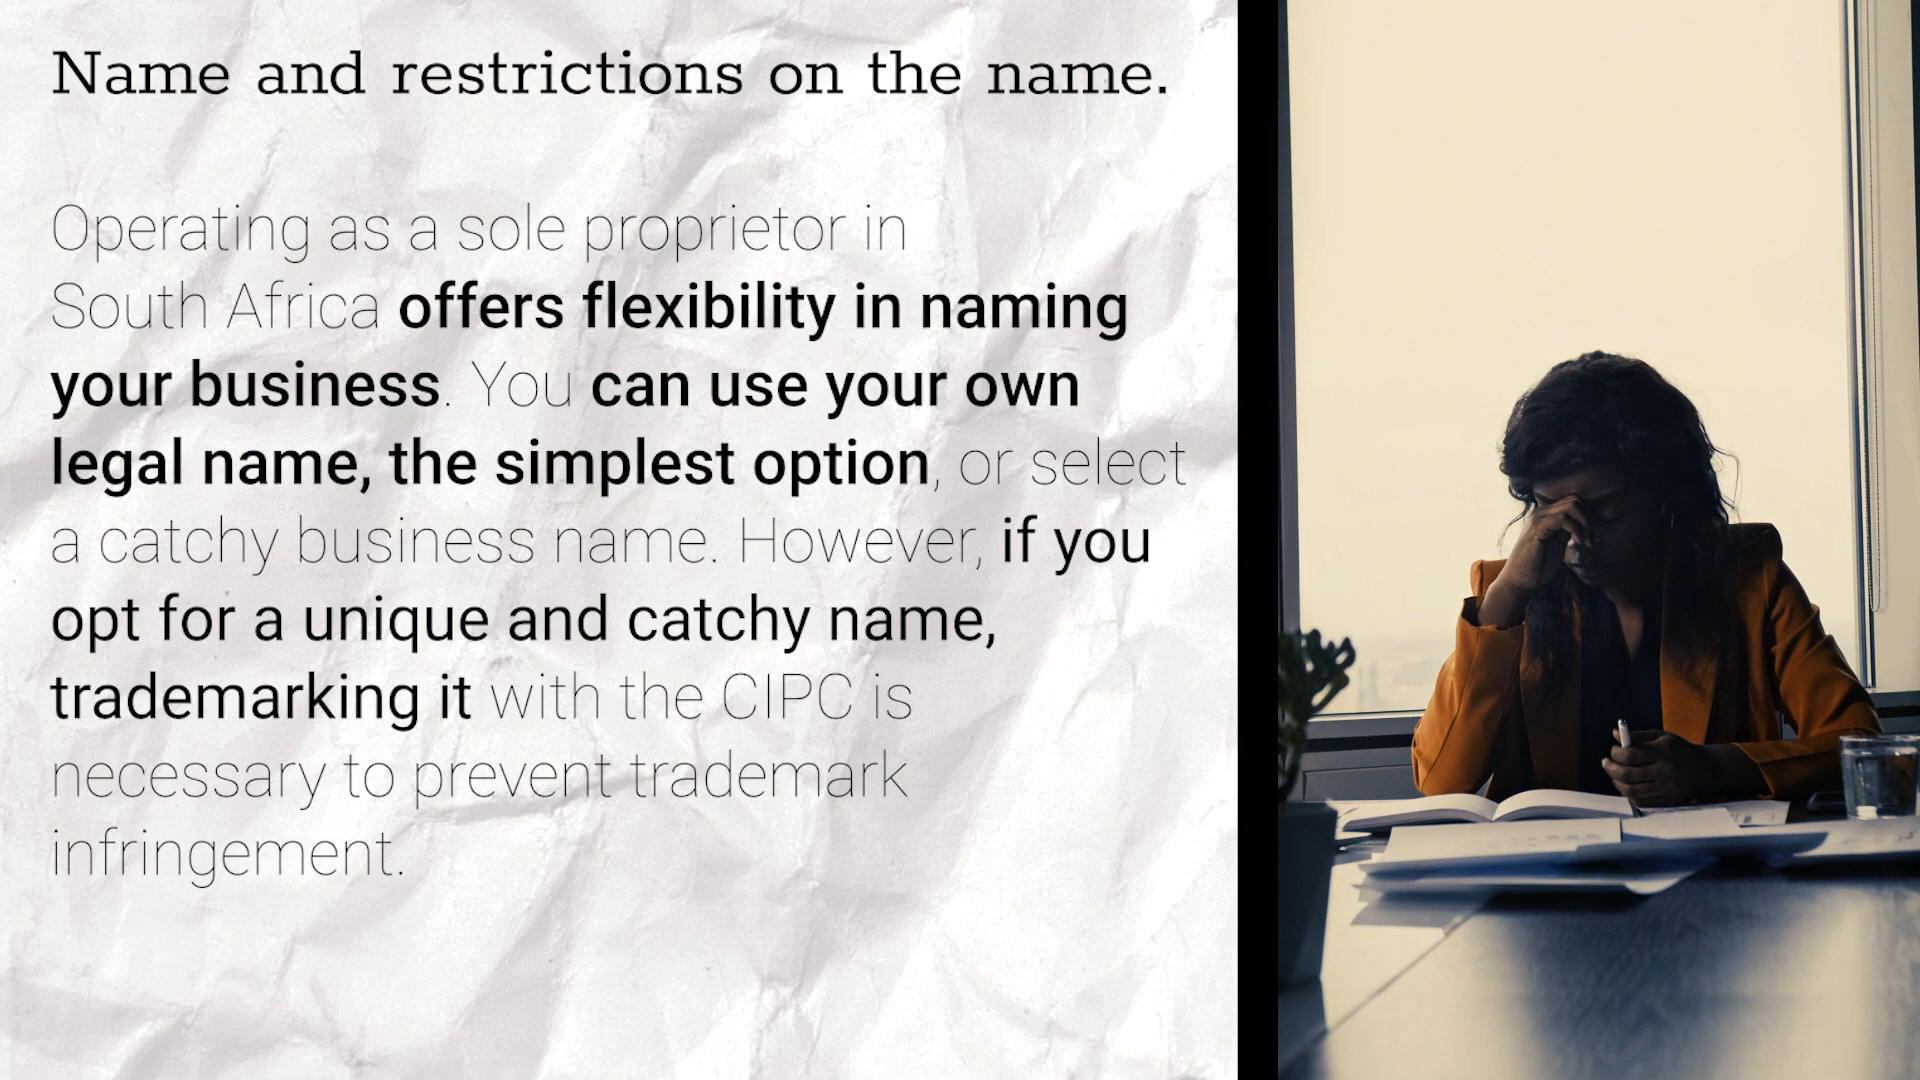 Name and restrictions on the name.
Operating as a sole proprietor in
South Africa offers flexibility in naming
your business. You can use your own
legal name, the simplest option, or select
a catchy business name. However, if you
opt for a unique and catchy name,
trademarking it with the CIPC is
necessary to prevent trademark
infringement.